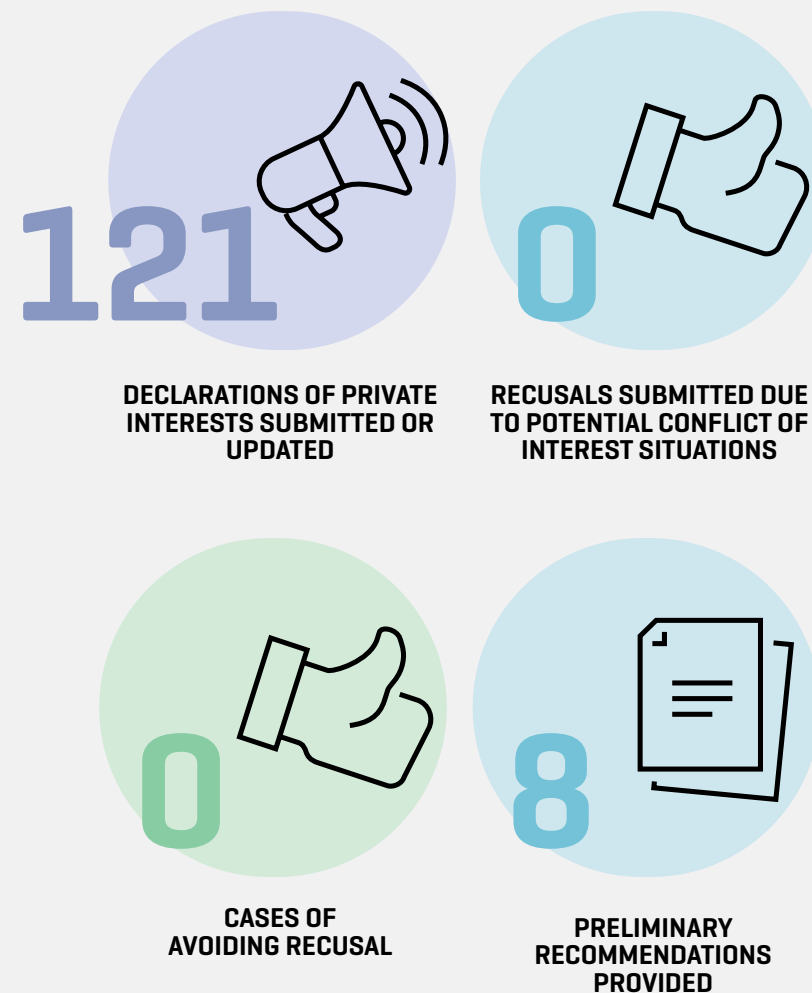 121
DECLARATIONS OF PRIVATE
INTERESTS SUBMITTED OR
UPDATED
0
RECUSALS SUBMITTED DUE
TO POTENTIAL CONFLICT OF
INTEREST SITUATIONS
0
CASES OF
AVOIDING RECUSAL
8
PRELIMINARY
RECOMMENDATIONS
PROVIDED